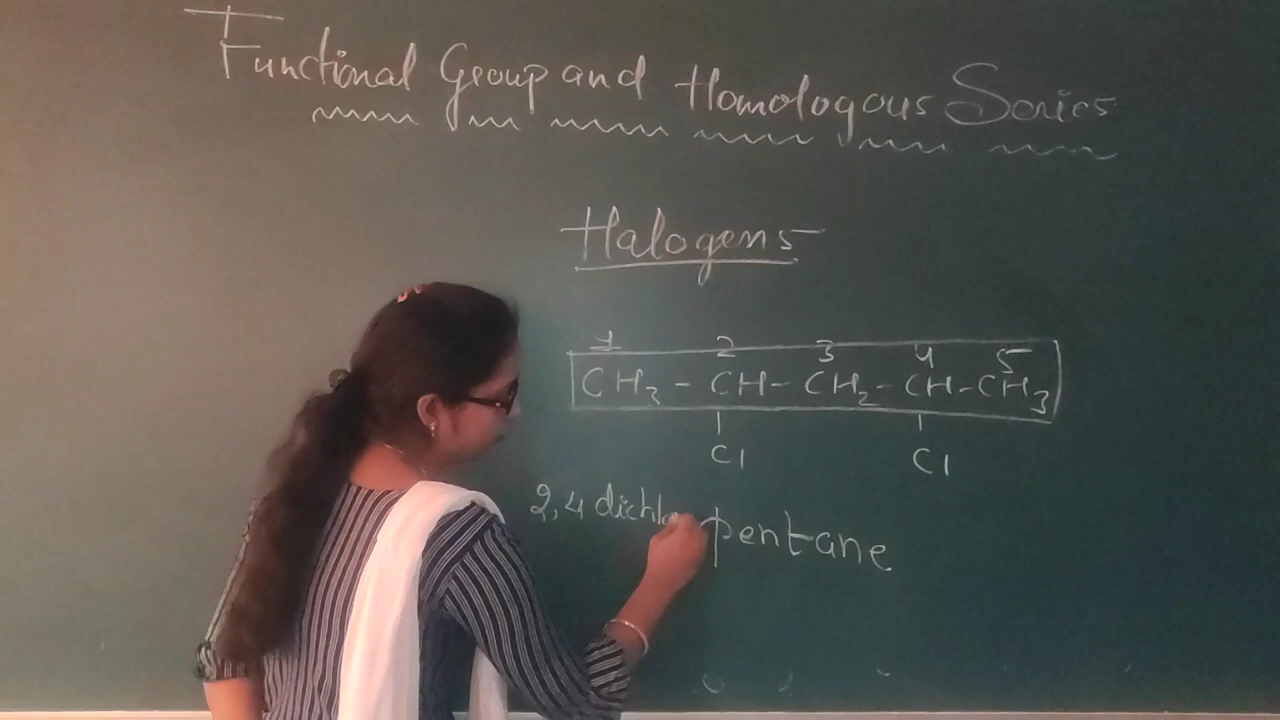 Functional Group and Homologous Series
Halogens
1 2 3 4 5
CH3 - CH - CH2 - CH - CH3
Cl Cl
2,4 dichlo pentane